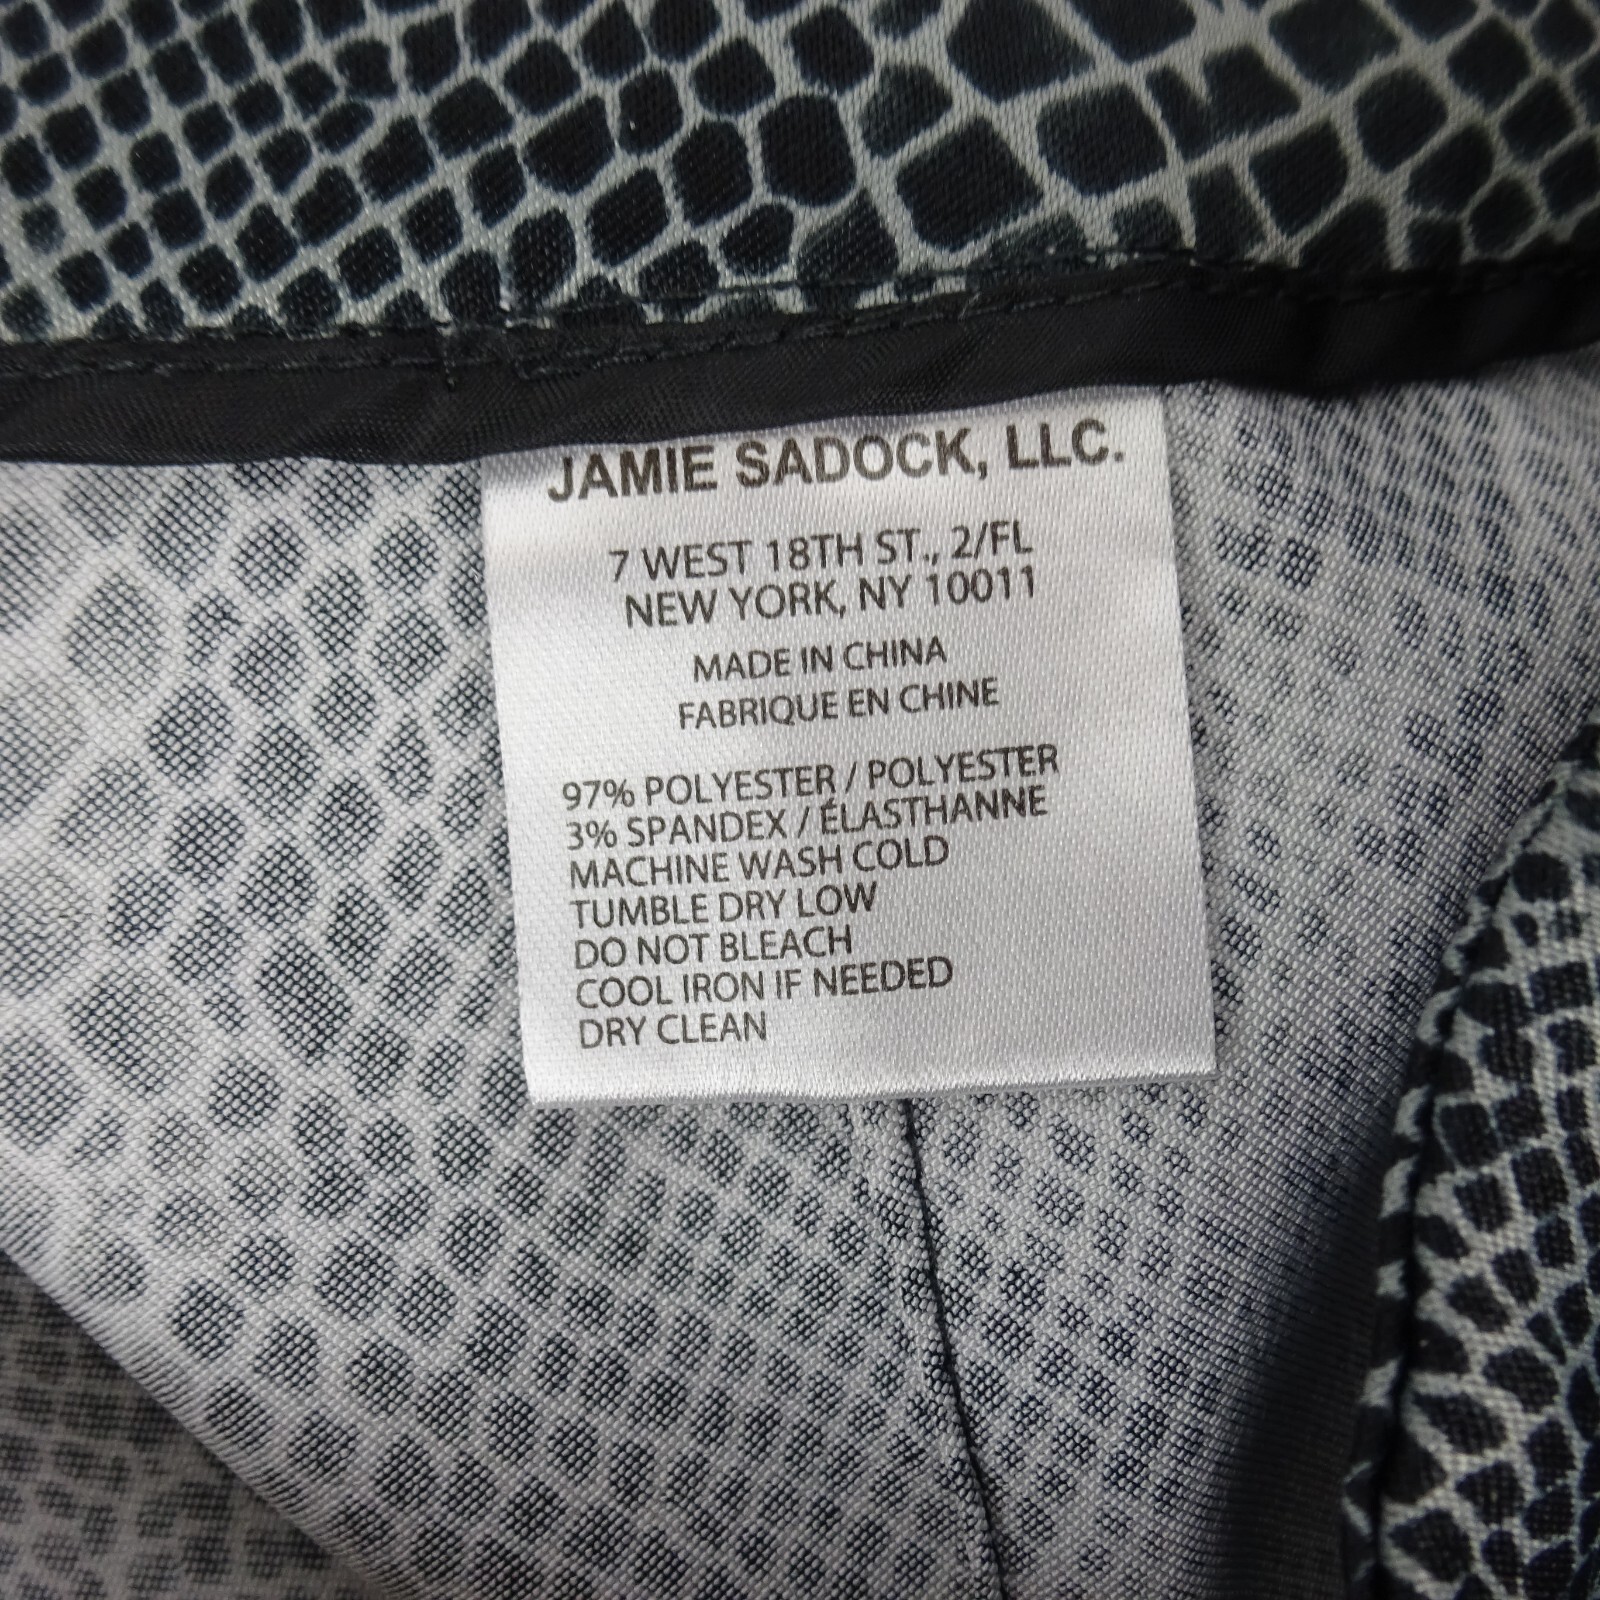 JAMIE SADOCK, LLC.
7 WEST 18TH ST., 2/FL
NEW YORK, NY 10011
MADE IN CHINA
FABRIQUE EN CHINE
97% POLYESTER / POLYESTER
3% SPANDEX / ÉLASTHANNE
MACHINE WASH COLD
TUMBLE DRY LOW
DO NOT BLEACH
COOL IRON IF NEEDED
DRY CLEAN